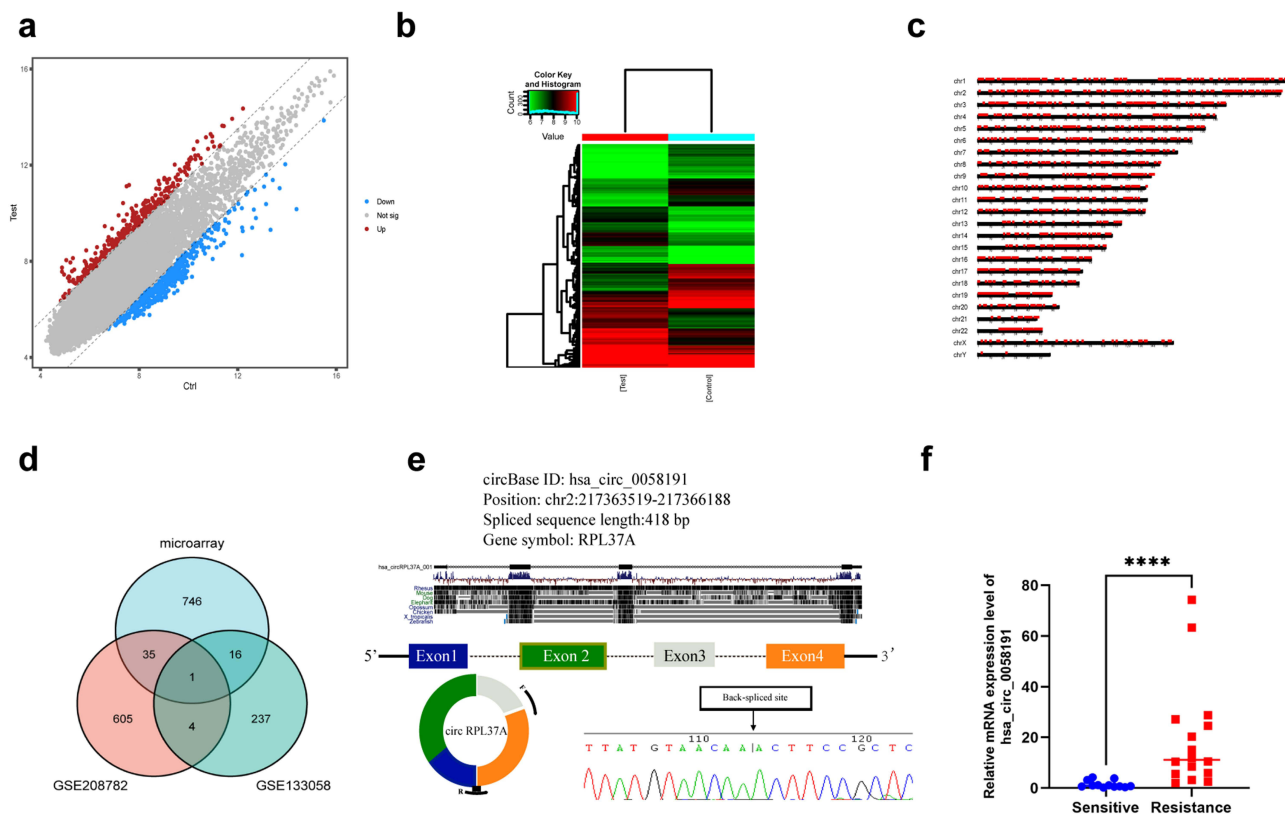 a
16
12
8
4
Test
4
8
12
16
Ctrl
Down
Not sig
Up
b
Color Key
and Histogram
Count
6 7 8 9 10
Value
[Test]
[Control]
c
chr1
chr2
chr3
chr4
chr5
chr6
chr7
chr8
chr9
chr10
chr11
chr12
chr13
chr14
chr15
chr16
chr17
chr18
chr19
chr20
chr21
chr22
chrX
chrY
d
microarray
746
35
16
1
605
4
237
GSE208782
GSE133058
e
circBase ID: hsa_circ_0058191
Position: chr2:217363519-217366188
Spliced sequence length:418 bp
Gene symbol: RPL37A
hsa_circRPL37A_001
Rhesus
Mouse
Dog
Elephant
Opossum
Chicken
X_tropicalis
Zebrafish
5’ Exon1 Exon 2 Exon3 Exon4 3’
circ RPL37A
F
R
Back-spliced site
110 120
T T A T G T A A C A A A C T T C C G C T C
f
****
Relative mRNA expression level of
hsa_circ_0058191
80
60
40
20
0
Sensitive Resistance